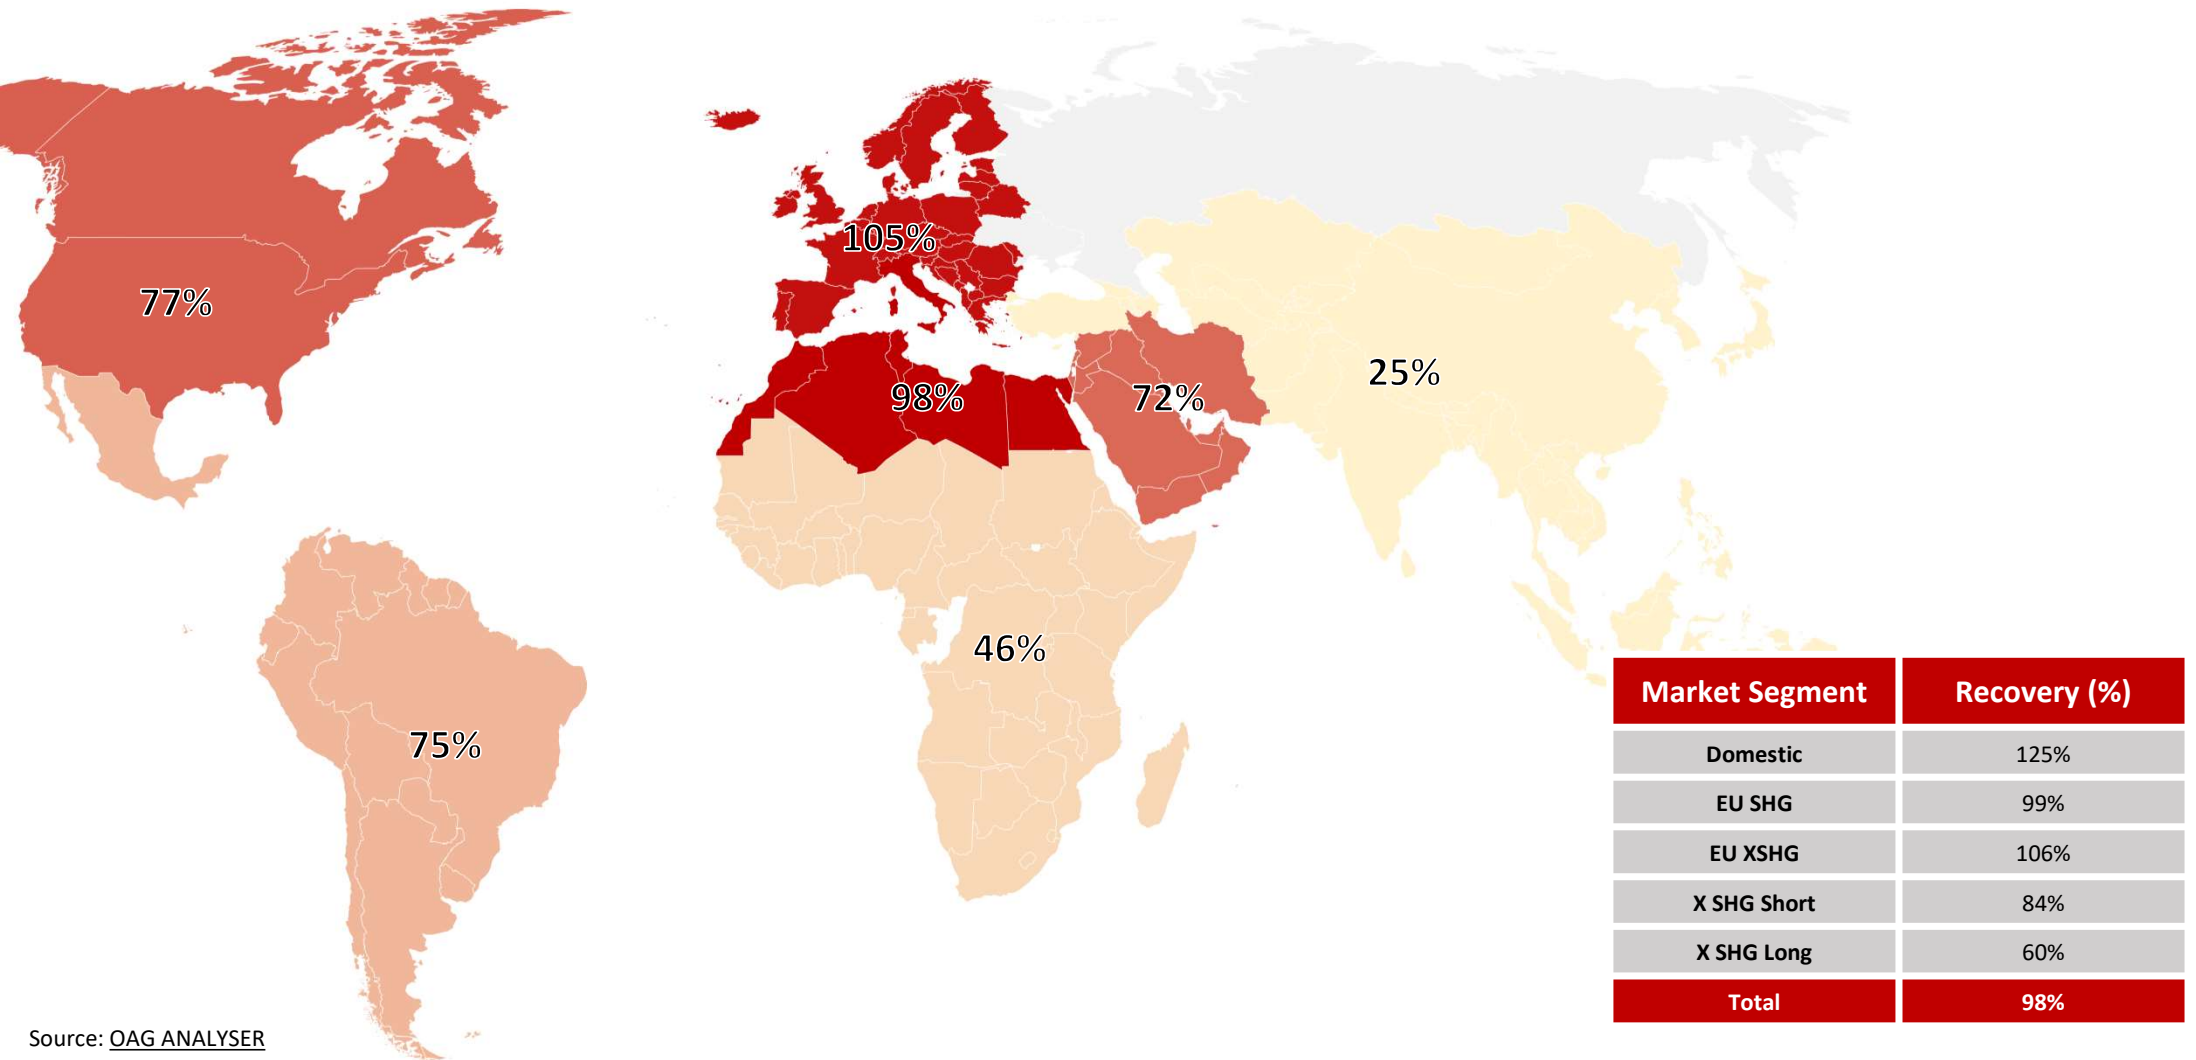 105%
77%
25%
98%
72%
46%
75%
Market Segment Recovery (%)
Domestic 125%
EU SHG 99%
EU XSHG 106%
X SHG Short 84%
X SHG Long 60%
Total 98%
Source: OAG ANALYSER